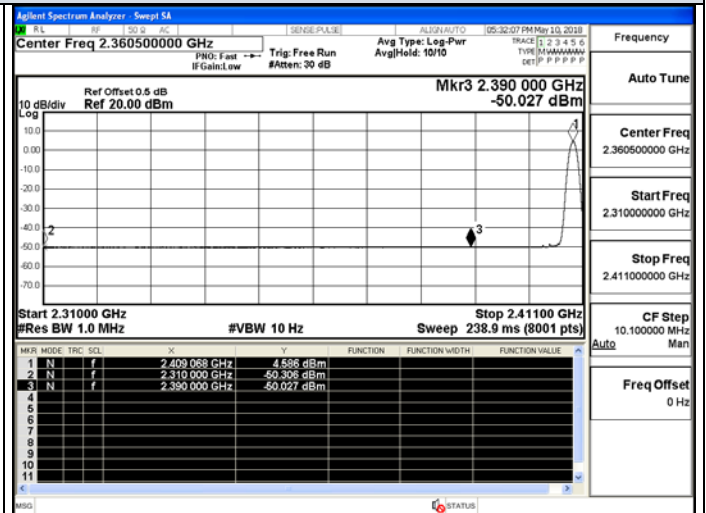 Agilent Spectrum Analyzer - Swept SA
RL RF 50 Ω AC SENSE:PULSE ALIGN AUTO 05:32:07 PM May 10, 2018
Center Freq 2.360500000 GHz
PNO: Fast
IFGain:Low
Trig: Free Run
#Atten: 30 dB
Avg Type: Log-Pwr
Avg|Hold: 10/10
TRACE 1 2 3 4 5 6
TYPE MWWWWW
DET P P P P P P
Frequency
Auto Tune
Center Freq
2.360500000 GHz
Start Freq
2.310000000 GHz
Stop Freq
2.411000000 GHz
CF Step
10.100000 MHz
Auto Man
Freq Offset
0 Hz
Mkr3 2.390 000 GHz
-50.027 dBm
Ref Offset 0.5 dB
10 dB/div Ref 20.00 dBm
Log
10.0
0.00
-10.0
-20.0
-30.0
-40.0
-50.0
-60.0
-70.0
1
2
3
Start 2.31000 GHz Stop 2.41100 GHz
#Res BW 1.0 MHz #VBW 10 Hz Sweep 238.9 ms (8001 pts)
MKR MODE TRC SCL X Y FUNCTION FUNCTION WIDTH FUNCTION VALUE
1 N f 2.409 068 GHz 4.586 dBm
2 N f 2.310 000 GHz -50.306 dBm
3 N f 2.390 000 GHz -50.027 dBm
4
5
6
7
8
9
10
11
MSG STATUS